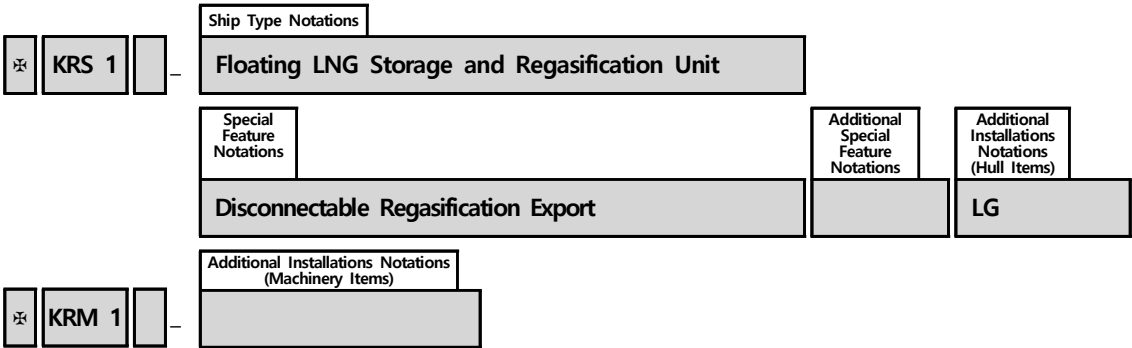 Ship Type Notations
✠ KRS 1 – Floating LNG Storage and Regasification Unit
Special
Feature
Notations
Additional
Special
Feature
Notations
Additional
Installations
Notations
(Hull Items)
Disconnectable Regasification Export
LG
Additional Installations Notations
(Machinery Items)
✠ KRM 1 –